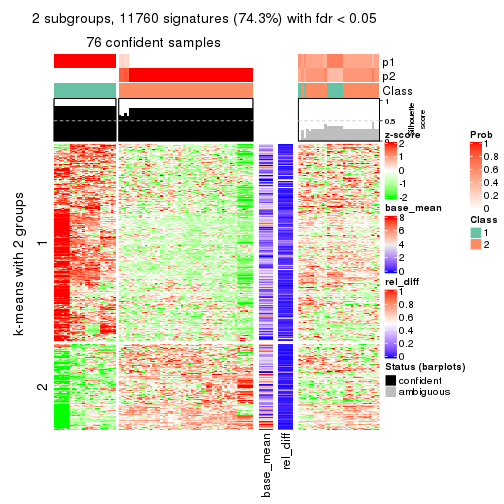 2 subgroups, 11760 signatures (74.3%) with fdr < 0.05
76 confident samples
p1
p2
Class
1
0.5
0
Silhouette
score
k-means with 2 groups
1
2
base_mean
rel_diff
z-score
2
1
0
-1
-2
base_mean
8
6
4
2
0
rel_diff
1
0.8
0.6
0.4
0.2
0
Status (barplots)
confident
ambiguous
Prob
1
0.8
0.6
0.4
0.2
0
Class
1
2